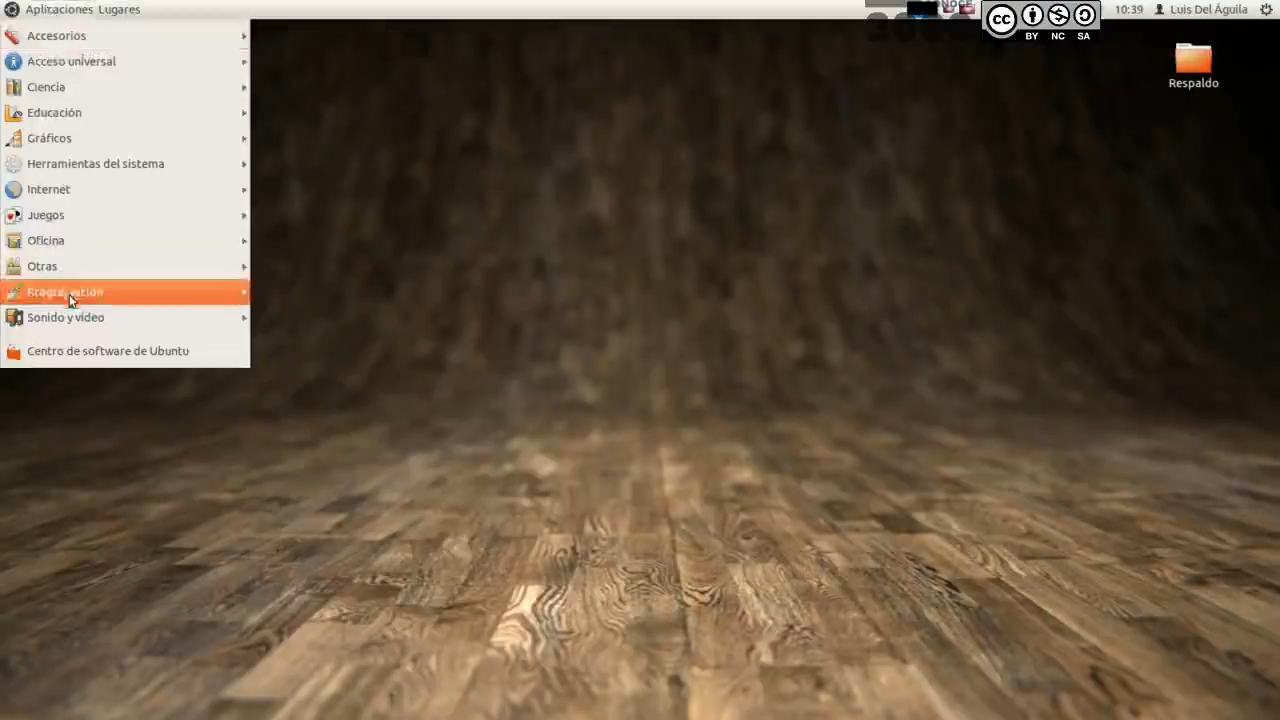 Aplicaciones Lugares
10:39 Luis Del Águila
cc
BY NC SA
Accesorios
Acceso universal
Ciencia
Educación
Gráficos
Herramientas del sistema
Internet
Juegos
Oficina
Otras
Programación
Sonido y vídeo
Centro de software de Ubuntu
Respaldo